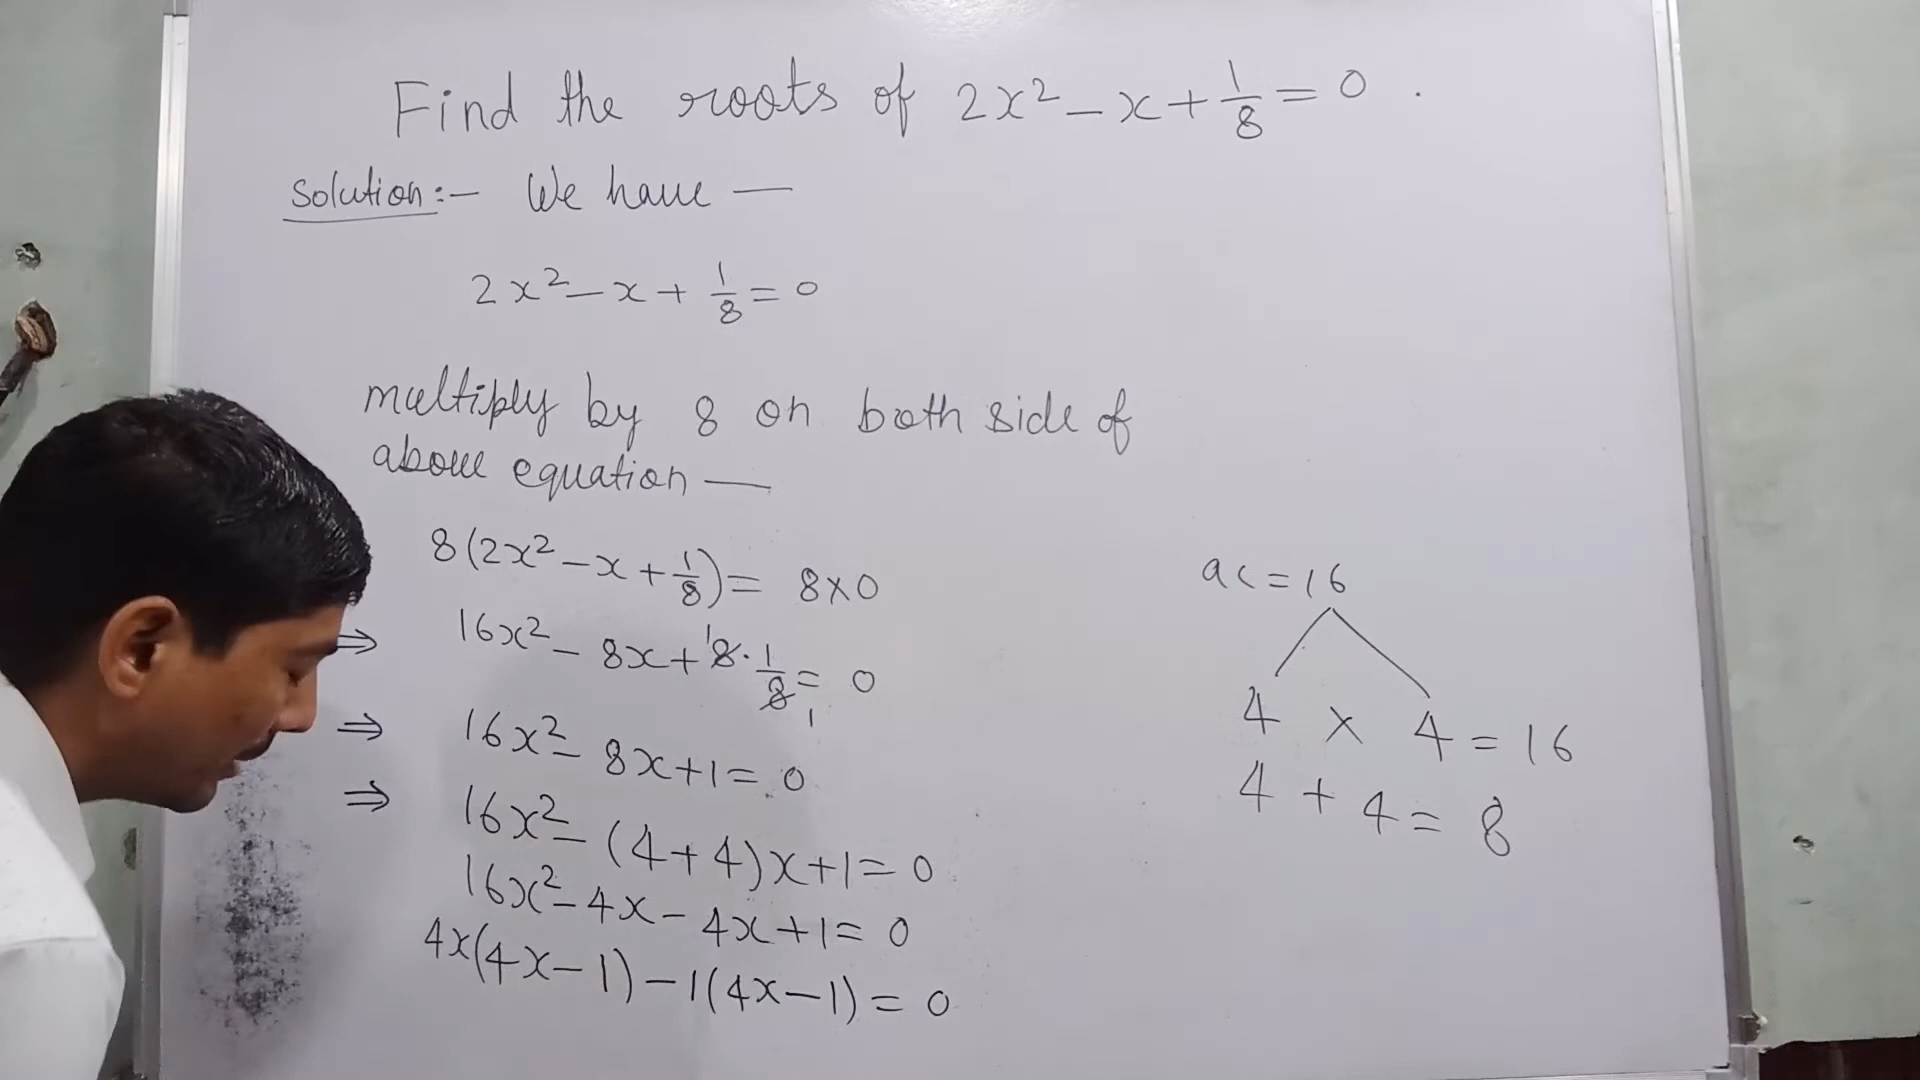 Find the roots of 2x² - x + 1/8 = 0 .
Solution:- We have —
2x² - x + 1/8 = 0
multiply by 8 on both side of
above equation —
8(2x² - x + 1/8) = 8×0
⇒ 16x² - 8x + ¹8 · 1/8₁ = 0
⇒ 16x² - 8x + 1 = 0
⇒ 16x² - (4+4)x + 1 = 0
16x² - 4x - 4x + 1 = 0
4x(4x - 1) - 1(4x - 1) = 0
ac = 16
4 × 4 = 16
4 + 4 = 8